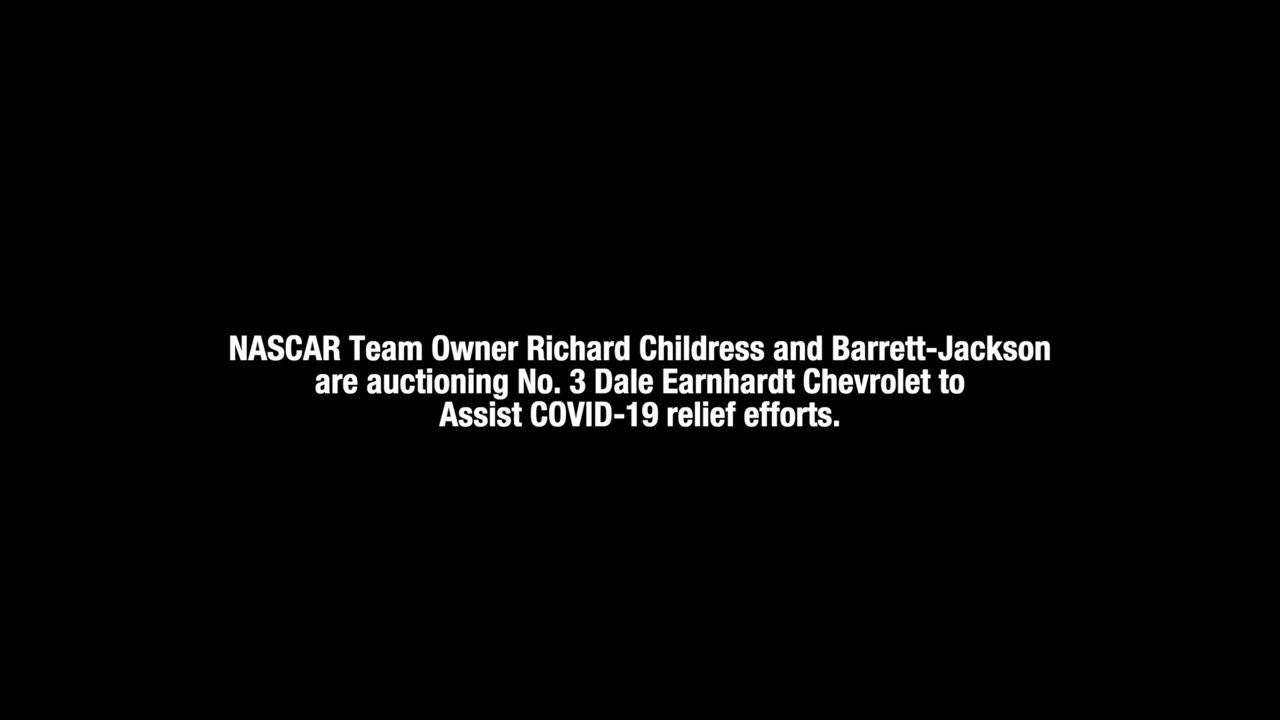 NASCAR Team Owner Richard Childress and Barrett-Jackson
are auctioning No. 3 Dale Earnhardt Chevrolet to
Assist COVID-19 relief efforts.